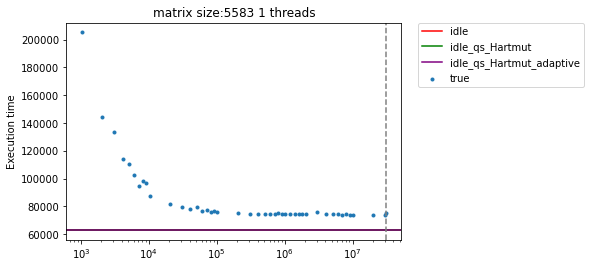 matrix size:5583 1 threads
200000
180000
160000
140000
120000
100000
80000
60000
Execution time
10³
10⁴
10⁵
10⁶
10⁷
idle
idle_qs_Hartmut
idle_qs_Hartmut_adaptive
true